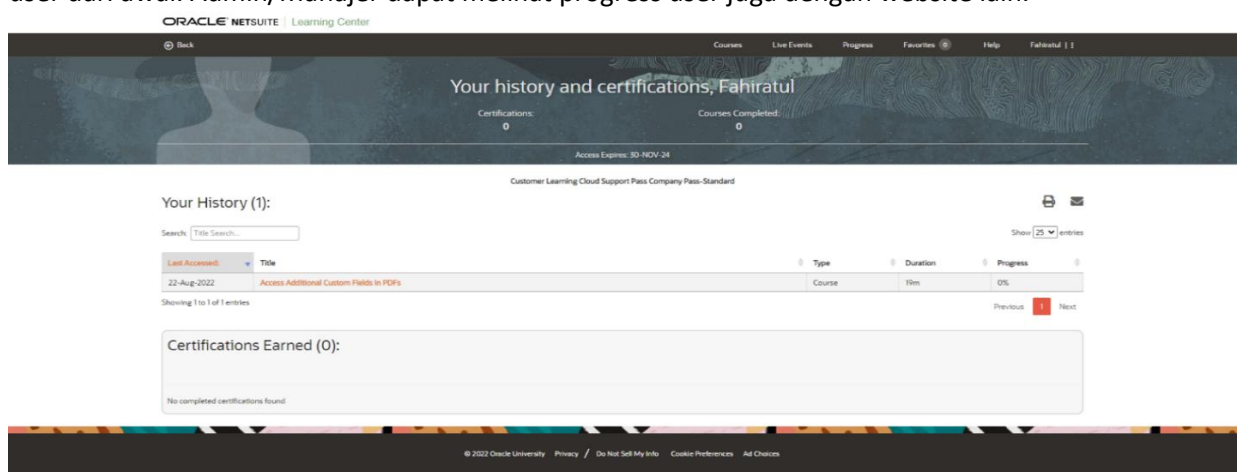 user dari awal. Admin/manajer dapat melihat progress user juga dengan website lain.
ORACLE NETSUITE | Learning Center
Back Courses Live Events Progress Favorites 0 Help Fahiratul
Your history and certifications, Fahiratul
Certifications: Courses Completed:
0 0
Access Expires: 30-NOV-24
Customer Learning Cloud Support Pass Company Pass-Standard
Your History (1):
Search: Title Search... Show 25 entries
Last Accessed: Title Type Duration Progress
22-Aug-2022 Access Additional Custom Fields in PDFs Course 19m 0%
Showing 1 to 1 of 1 entries
Previous 1 Next
Certifications Earned (0):
No completed certifications found
© 2022 Oracle University Privacy / Do Not Sell My Info Cookie Preferences Ad Choices